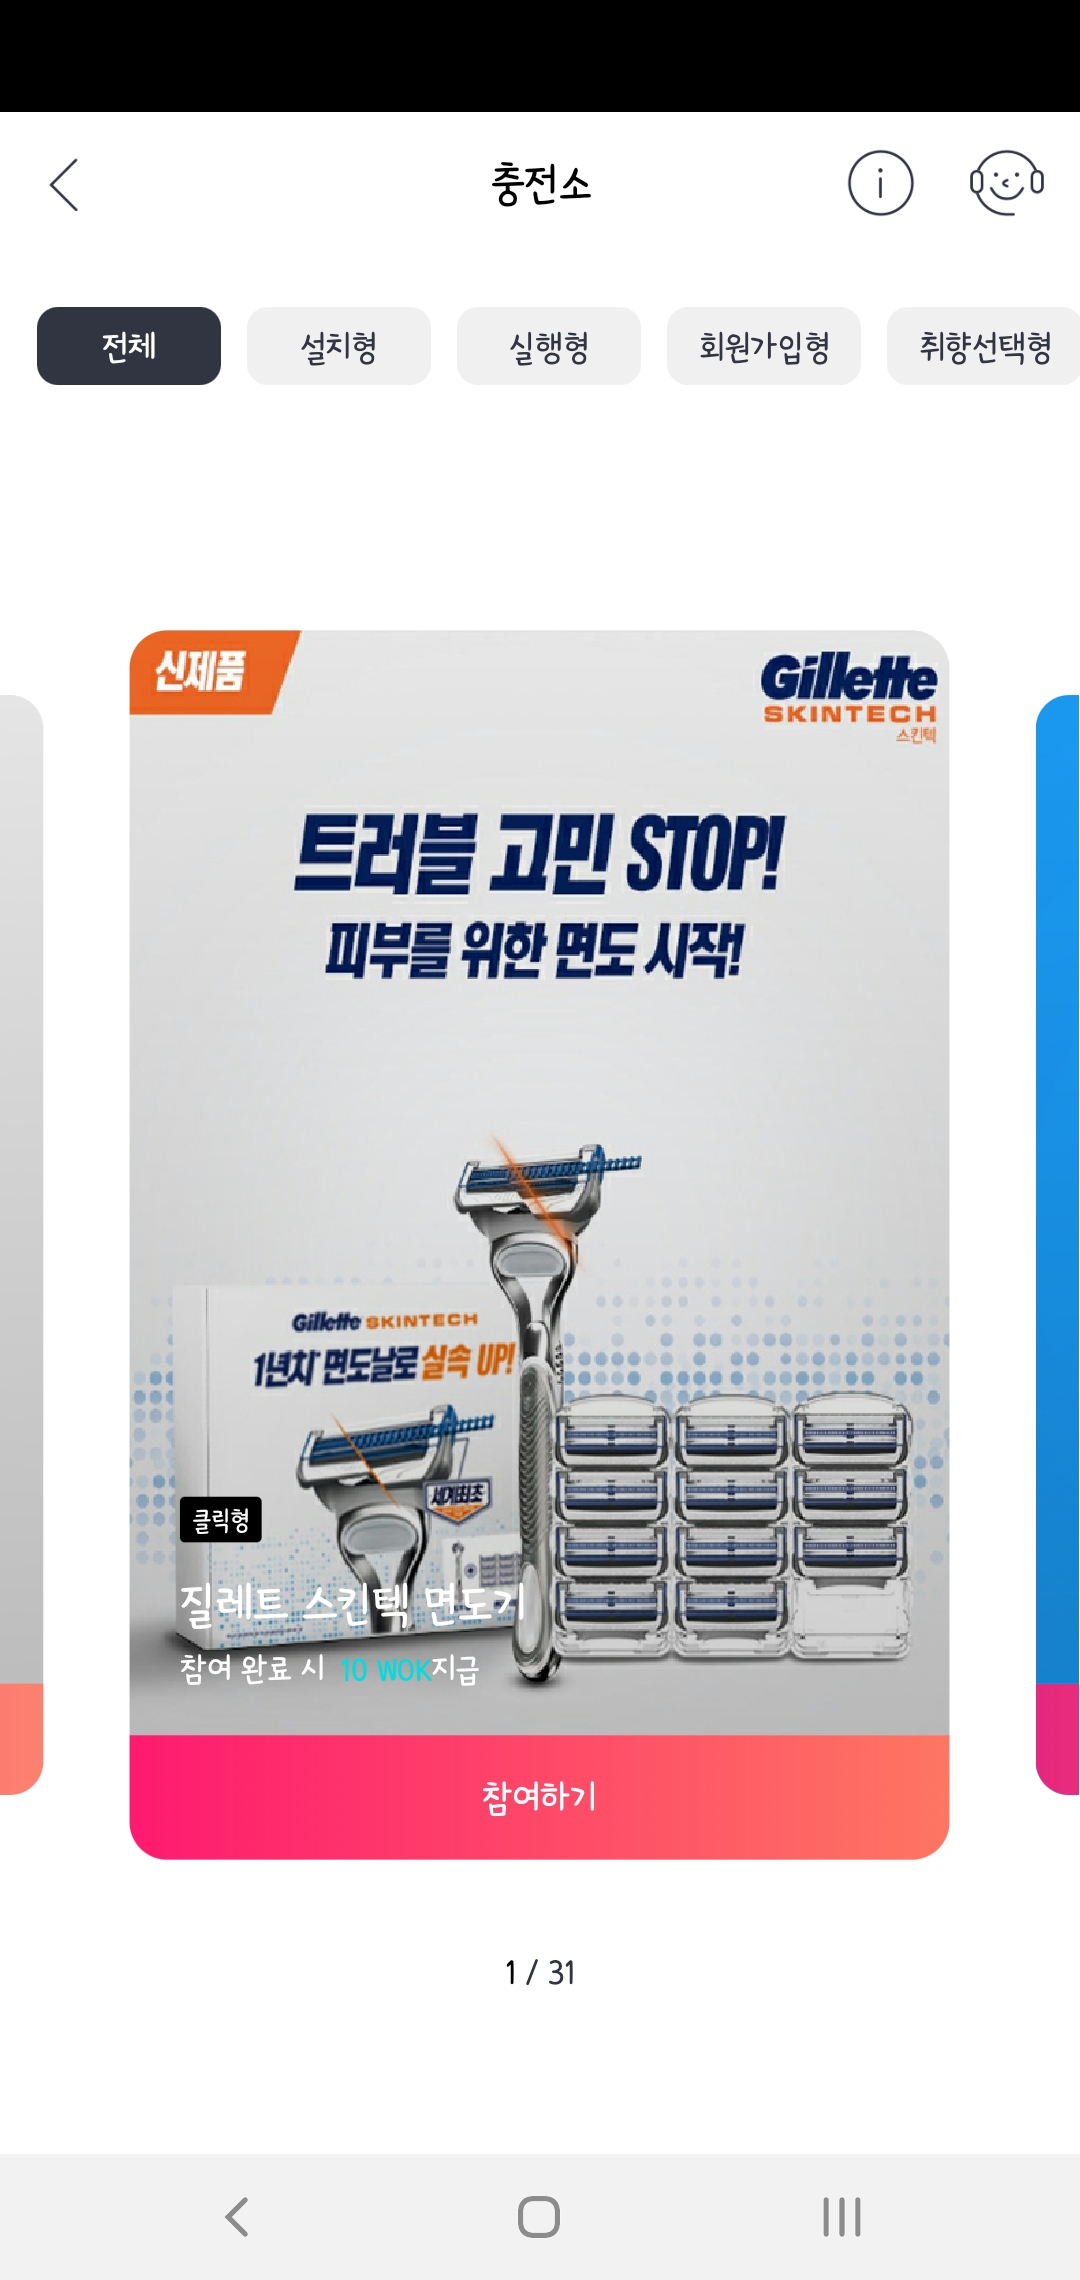 충전소
전체
설치형
실행형
회원가입형
취향선택형
신제품
Gillette
SKINTECH
스킨텍
트러블 고민 STOP!
피부를 위한 면도 시작!
Gillette SKINTECH
1년치 면도날로 실속 UP!
세계최초
클릭형
질레트 스킨텍 면도기
참여 완료 시 10 WOK지급
참여하기
1 / 31